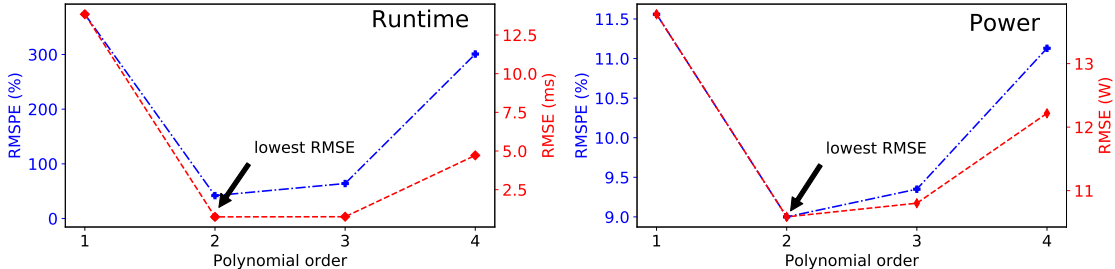 Runtime
RMSPE (%)
300
200
100
0
12.5
10.0
7.5
5.0
2.5
RMSE (ms)
lowest RMSE
1 2 3 4
Polynomial order
Power
RMSPE (%)
11.5
11.0
10.5
10.0
9.5
9.0
13
12
11
RMSE (W)
lowest RMSE
1 2 3 4
Polynomial order